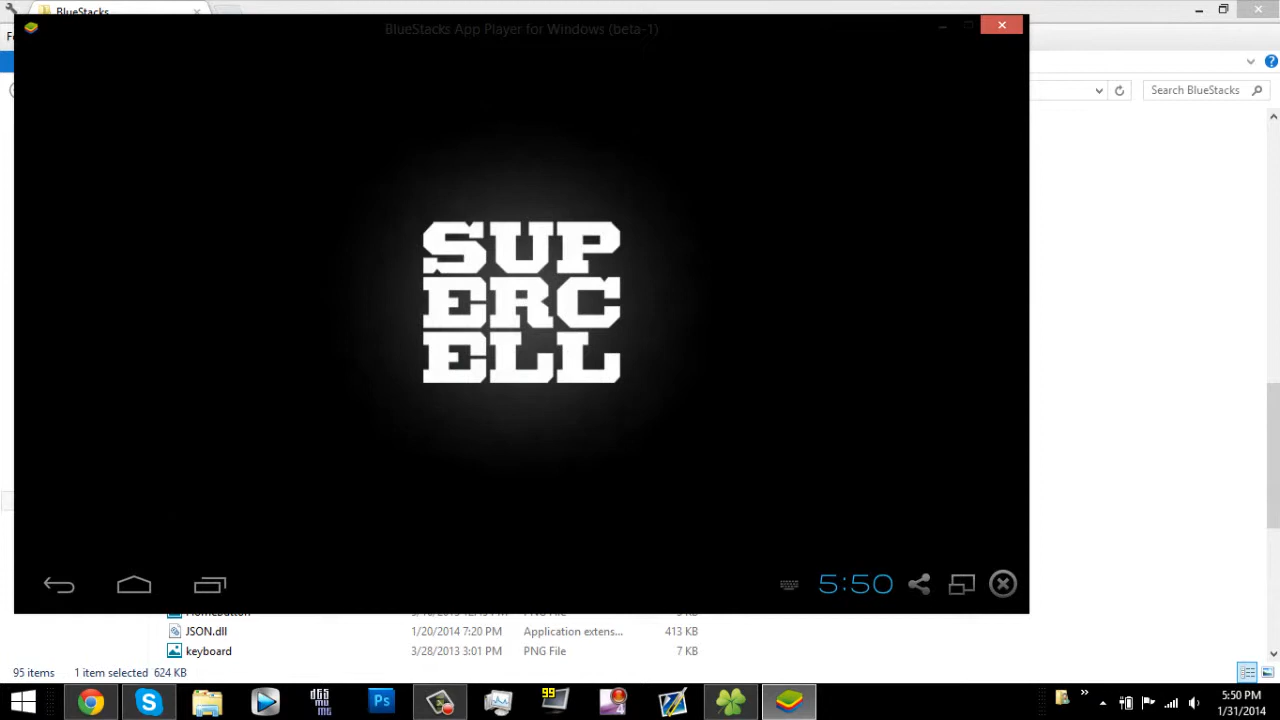 BlueStacks
BlueStacks App Player for Windows (beta-1)
Search BlueStacks
SUP
ERC
ELL
5:50
JSON.dll 1/20/2014 7:20 PM Application extens... 413 KB
keyboard 3/28/2013 3:01 PM PNG File 7 KB
95 items 1 item selected 624 KB
99
Ps
5:50 PM
1/31/2014